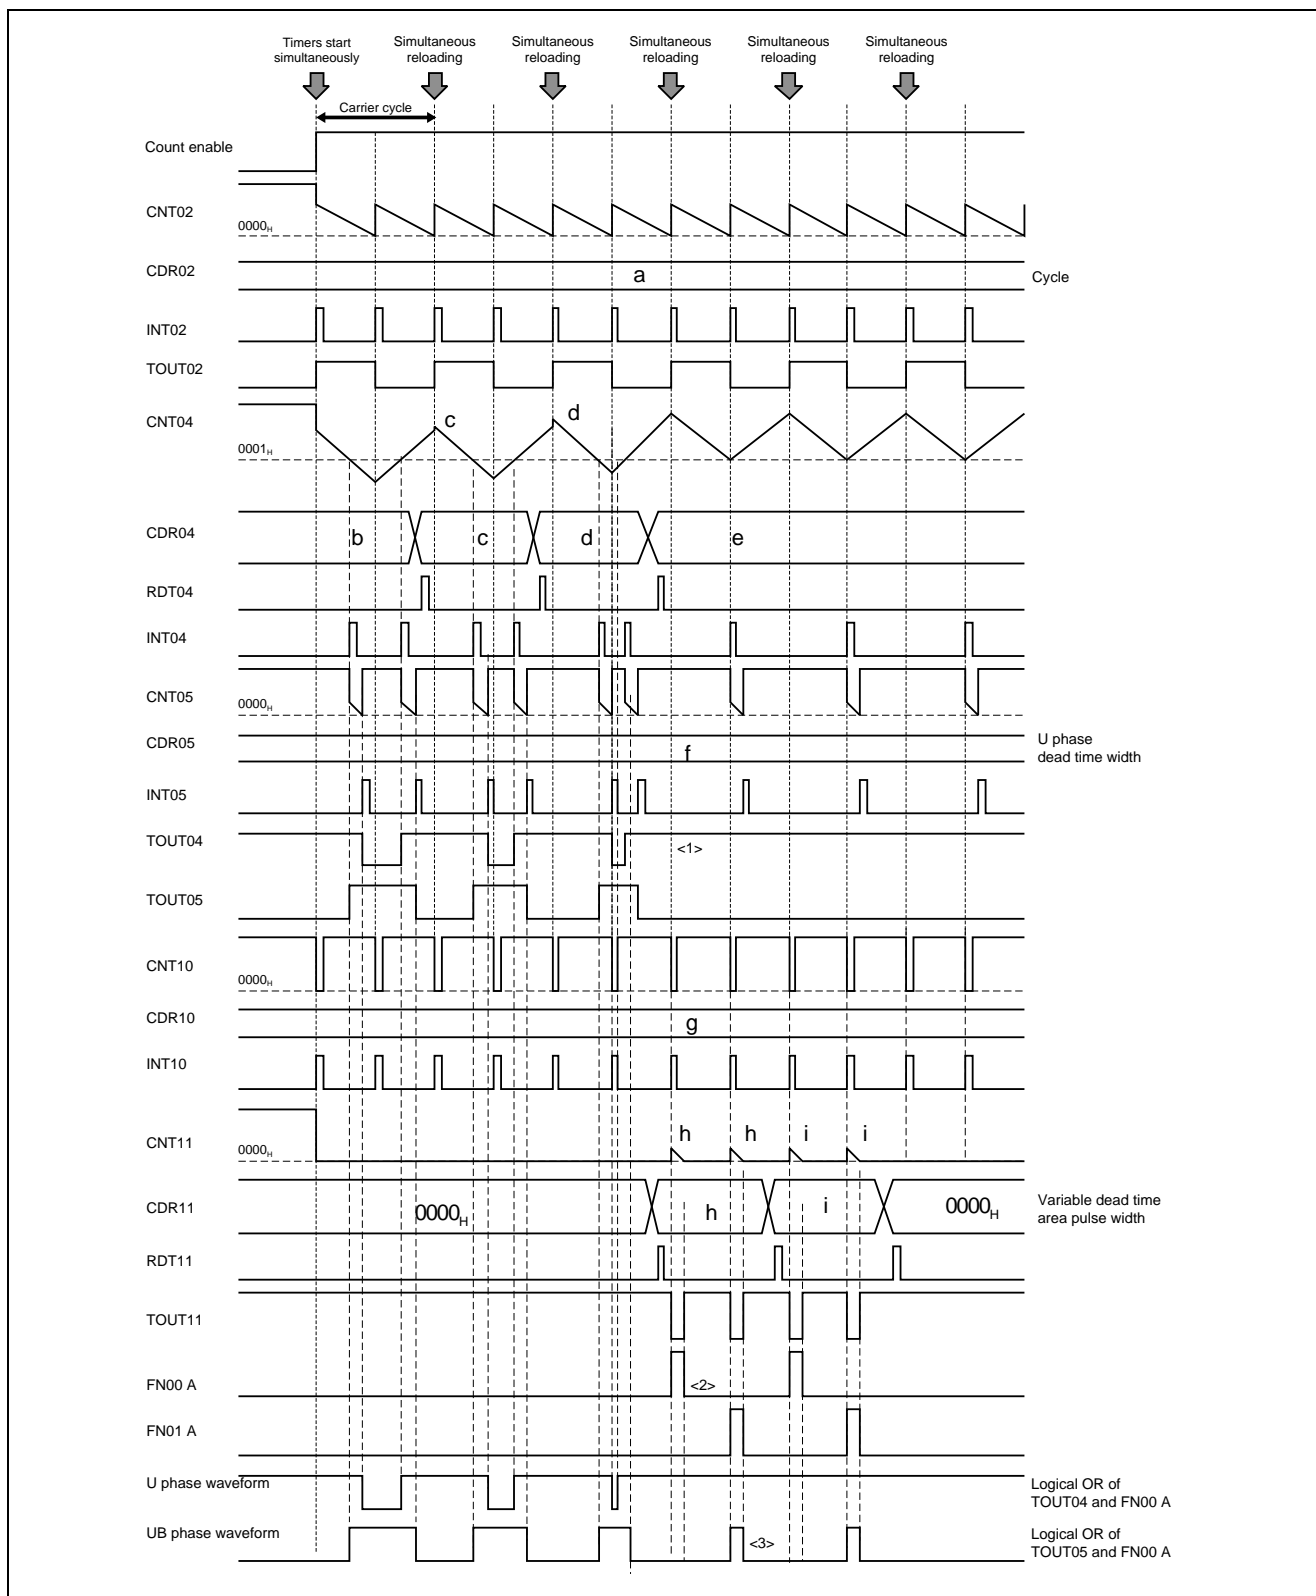 Timers start
simultaneously
Simultaneous
reloading
Simultaneous
reloading
Simultaneous
reloading
Simultaneous
reloading
Simultaneous
reloading
Carrier cycle
Count enable
CNT02
0000H
CDR02
a
Cycle
INT02
TOUT02
CNT04
c
d
0001H
CDR04
b
c
d
e
RDT04
INT04
CNT05
0000H
CDR05
f
U phase
dead time width
INT05
TOUT04
<1>
TOUT05
CNT10
0000H
CDR10
g
INT10
CNT11
0000H
h
h
i
i
CDR11
0000H
h
i
0000H
Variable dead time
area pulse width
RDT11
TOUT11
FN00 A
<2>
FN01 A
U phase waveform
Logical OR of
TOUT04 and FN00 A
UB phase waveform
<3>
Logical OR of
TOUT05 and FN00 A